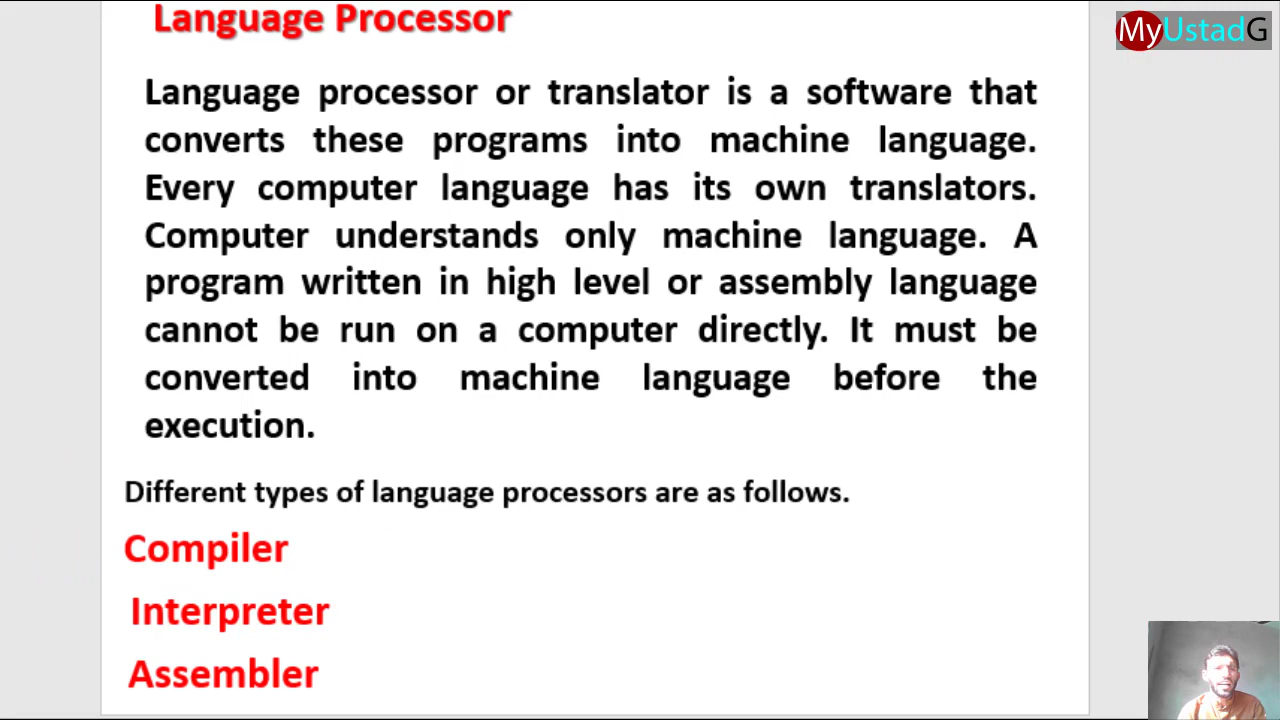 Language Processor
MyUstadG
Language processor or translator is a software that
converts these programs into machine language.
Every computer language has its own translators.
Computer understands only machine language. A
program written in high level or assembly language
cannot be run on a computer directly. It must be
converted into machine language before the
execution.
Different types of language processors are as follows.
Compiler
Interpreter
Assembler